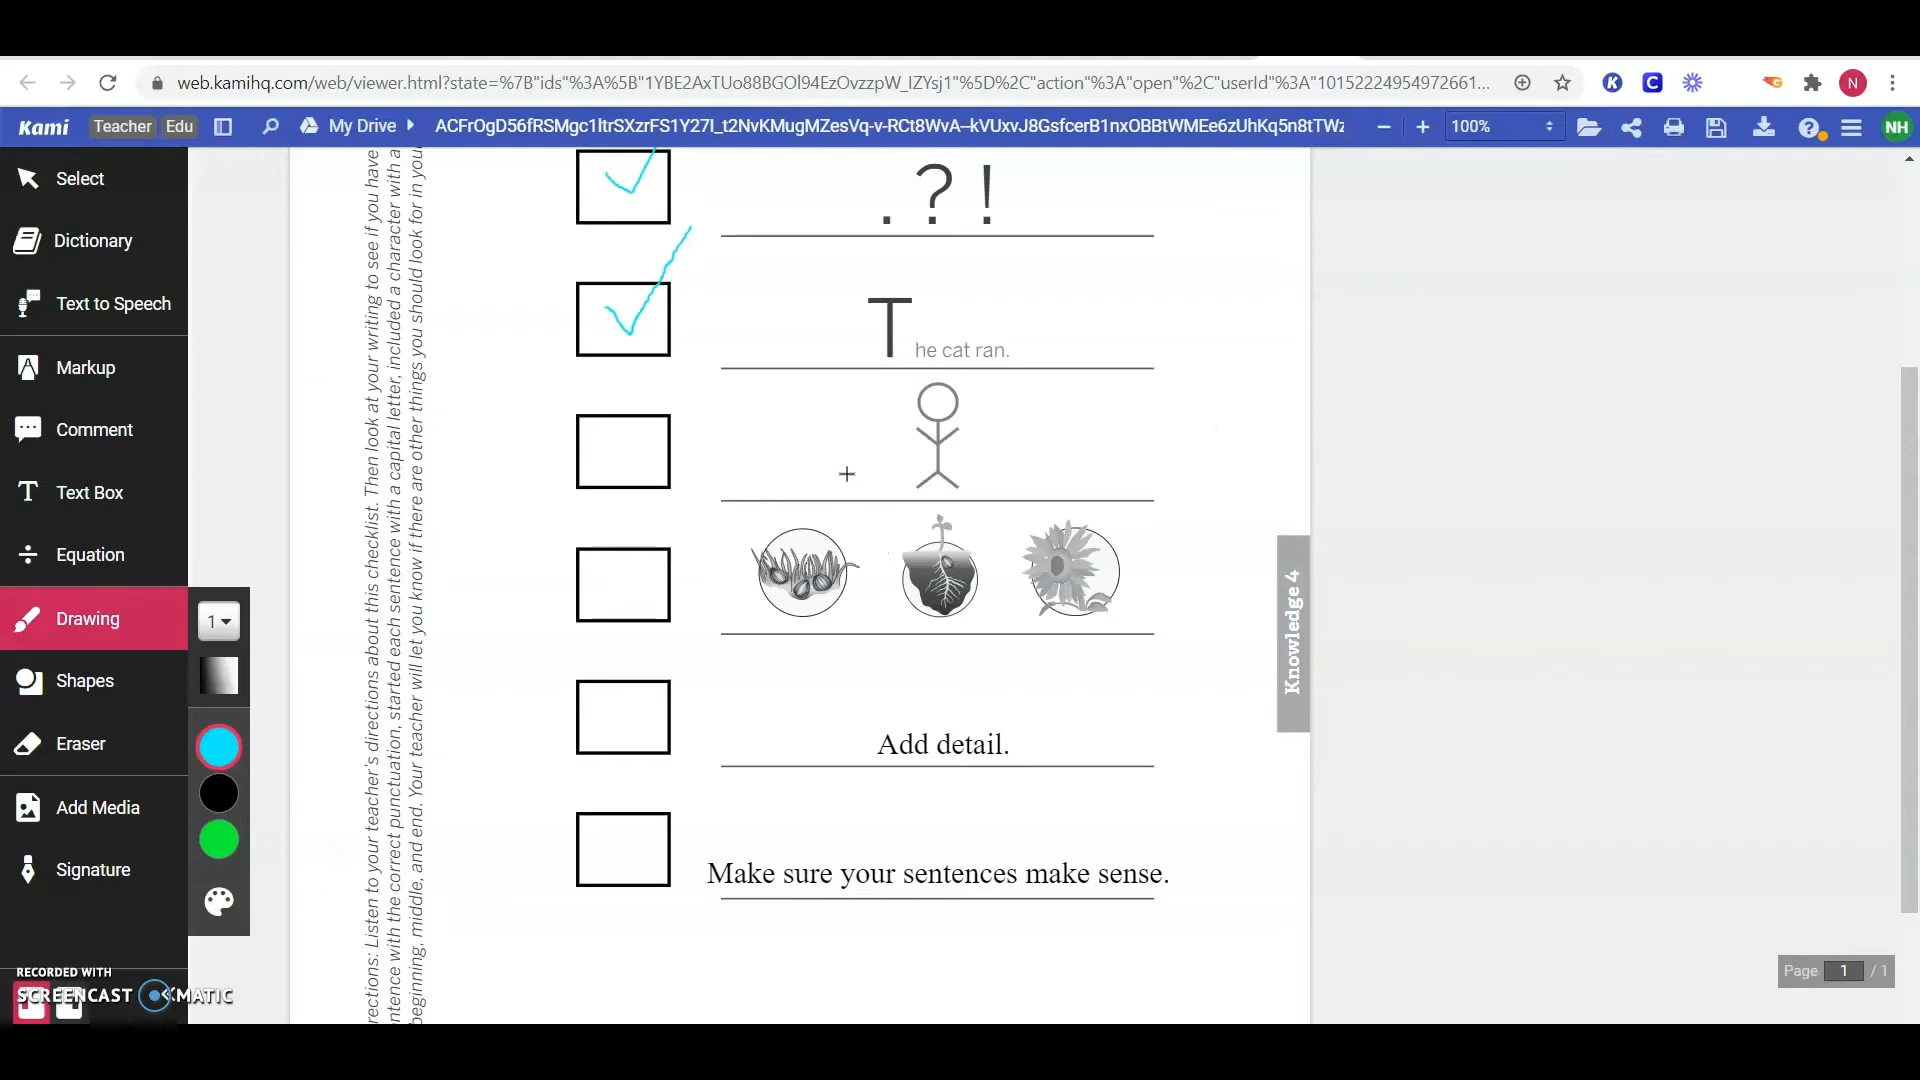 web.kamihq.com/web/viewer.html?state=%7B"ids"%3A%5B"1YBE2AxTUo88BGOl94EzOvzzpW_IZYsj1"%5D%2C"action"%3A"open"%2C"userId"%3A"10152224954972661...
N
Kami Teacher Edu My Drive ACFrOgD56fRSMgc1ltrSXzrFS1Y27I_t2NvKMugMZesVq-v-RCt8WvA--kVUxvJ8GsfcerB1nxOBBtWMEe6zUhKq5n8tTWz 100% NH
Select
Dictionary
Text to Speech
Markup
Comment
Text Box
Equation
Drawing
Shapes
Eraser
Add Media
Signature
1
RECORDED WITH
SCREENCAST MATIC
rections: Listen to your teacher's directions about this checklist. Then look at your writing to see if you have
ntence with the correct punctuation, started each sentence with a capital letter, included a character with a
beginning, middle, and end. Your teacher will let you know if there are other things you should look for in you
. ? !
The cat ran.
Add detail.
Make sure your sentences make sense.
Knowledge 4
Page 1 / 1